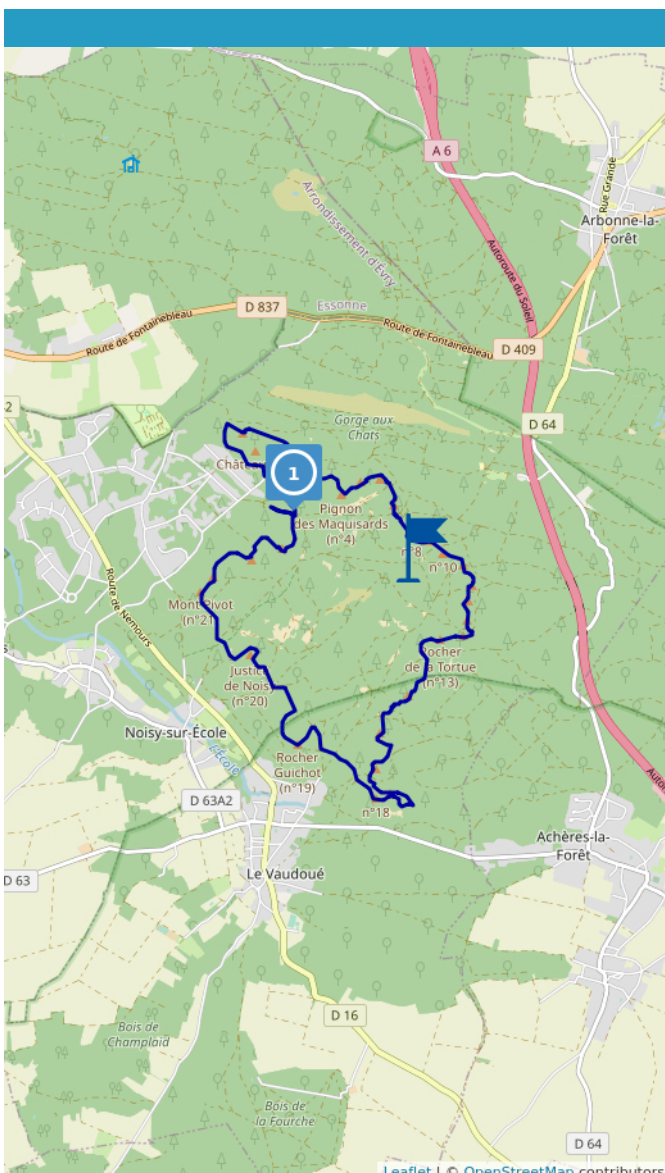 A 6
Rue Grande
Arbonne-la-
Forêt
Arrondissement d'Évry
Autoroute du Soleil
Essonne
D 837
Route de Fontainebleau
Route de Fontainebleau
D 409
Gorge aux
Chats
D 64
1
Pignon
des Maquisards
(n°4)
n°8
n°10
Route de Nemours
Mont Pivot
(n°21)
Rocher
de la Tortue
(n°13)
Justice
de Noisy
(n°20)
Noisy-sur-École
L'École
Rocher
Guichot
(n°19)
D 63A2
n°18
Achères-la-
Forêt
D 63
Le Vaudoué
D 16
Bois de
Champlaid
Bois de
la Fourche
D 64
Leaflet | © OpenStreetMap contributors